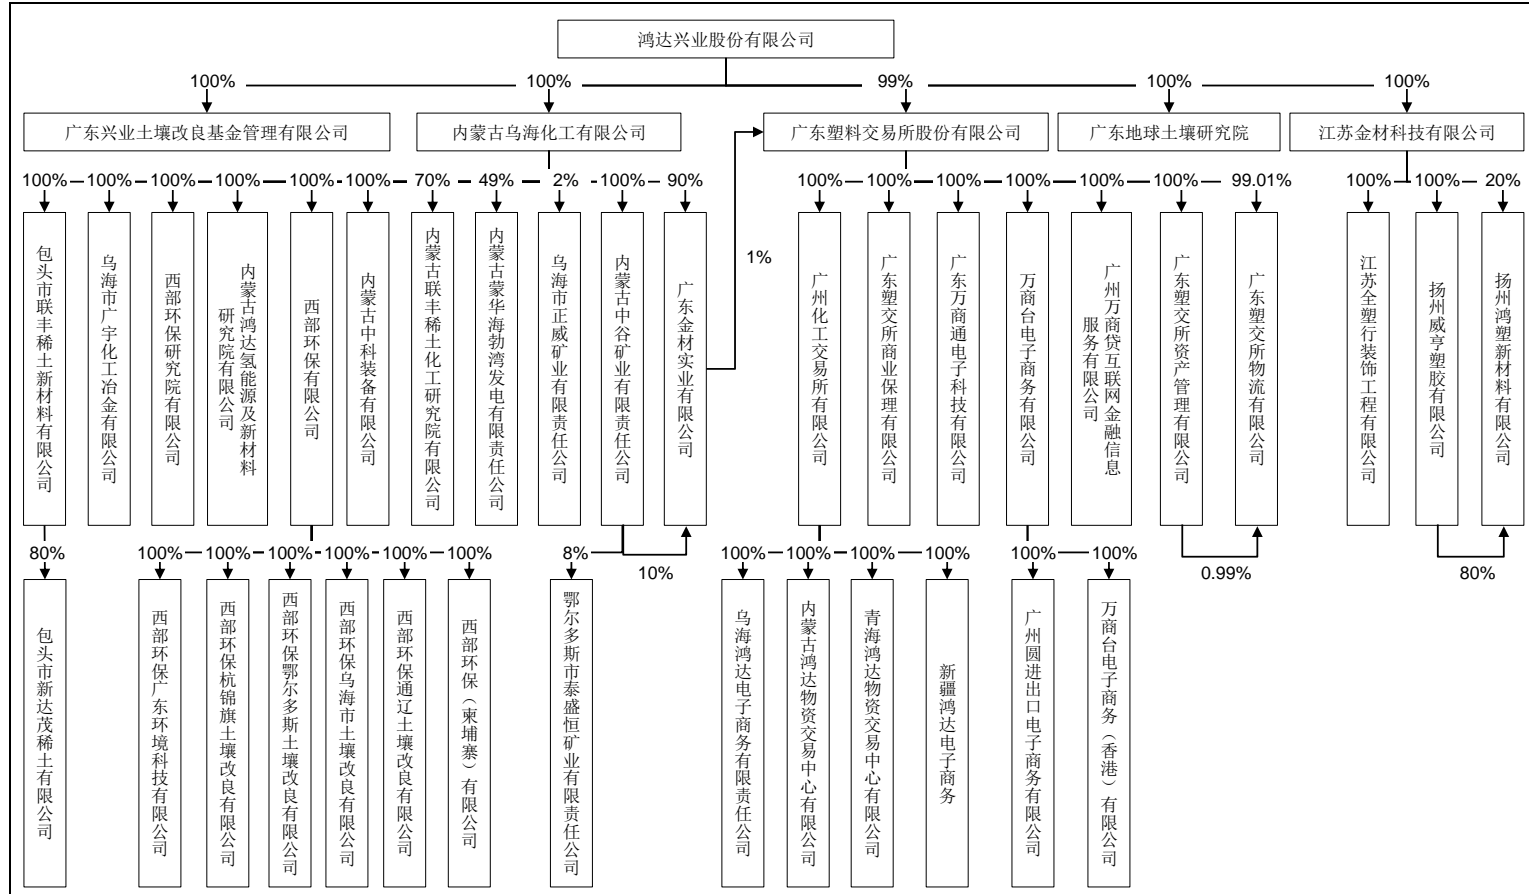 鸿达兴业股份有限公司
100%
100%
99%
100%
100%
广东兴业土壤改良基金管理有限公司
内蒙古乌海化工有限公司
广东塑料交易所股份有限公司
广东地球土壤研究院
江苏金材科技有限公司
100%
100%
100%
100%
100%
100%
70%
49%
2%
100%
90%
1%
100%
100%
100%
100%
100%
100%
99.01%
100%
100%
20%
包头市联丰稀土新材料有限公司
乌海市广宇化工冶金有限公司
西部环保研究院有限公司
内蒙古鸿达氢能源及新材料
研究院有限公司
西部环保有限公司
内蒙古中科装备有限公司
内蒙古联丰稀土化工研究院有限公司
内蒙古蒙华海勃湾发电有限责任公司
乌海市正威矿业有限责任公司
内蒙古中谷矿业有限责任公司
广东金材实业有限公司
广州化工交易所有限公司
广东塑交所商业保理有限公司
广东万商通电子科技有限公司
万商台电子商务有限公司
广州万商贷互联网金融信息
服务有限公司
广东塑交所资产管理有限公司
广东塑交所物流有限公司
江苏全塑行装饰工程有限公司
扬州威亨塑胶有限公司
扬州鸿塑新材料有限公司
80%
100%
100%
100%
100%
100%
100%
8%
10%
100%
100%
100%
100%
100%
100%
0.99%
80%
包头市新达茂稀土有限公司
西部环保广东环境科技有限公司
西部环保杭锦旗土壤改良有限公司
西部环保鄂尔多斯土壤改良有限公司
西部环保乌海市土壤改良有限公司
西部环保通辽土壤改良有限公司
西部环保（柬埔寨）有限公司
鄂尔多斯市泰盛恒矿业有限责任公司
乌海鸿达电子商务有限责任公司
内蒙古鸿达物资交易中心有限公司
青海鸿达物资交易中心有限公司
新疆鸿达电子商务
广州圆进出口电子商务有限公司
万商台电子商务（香港）有限公司